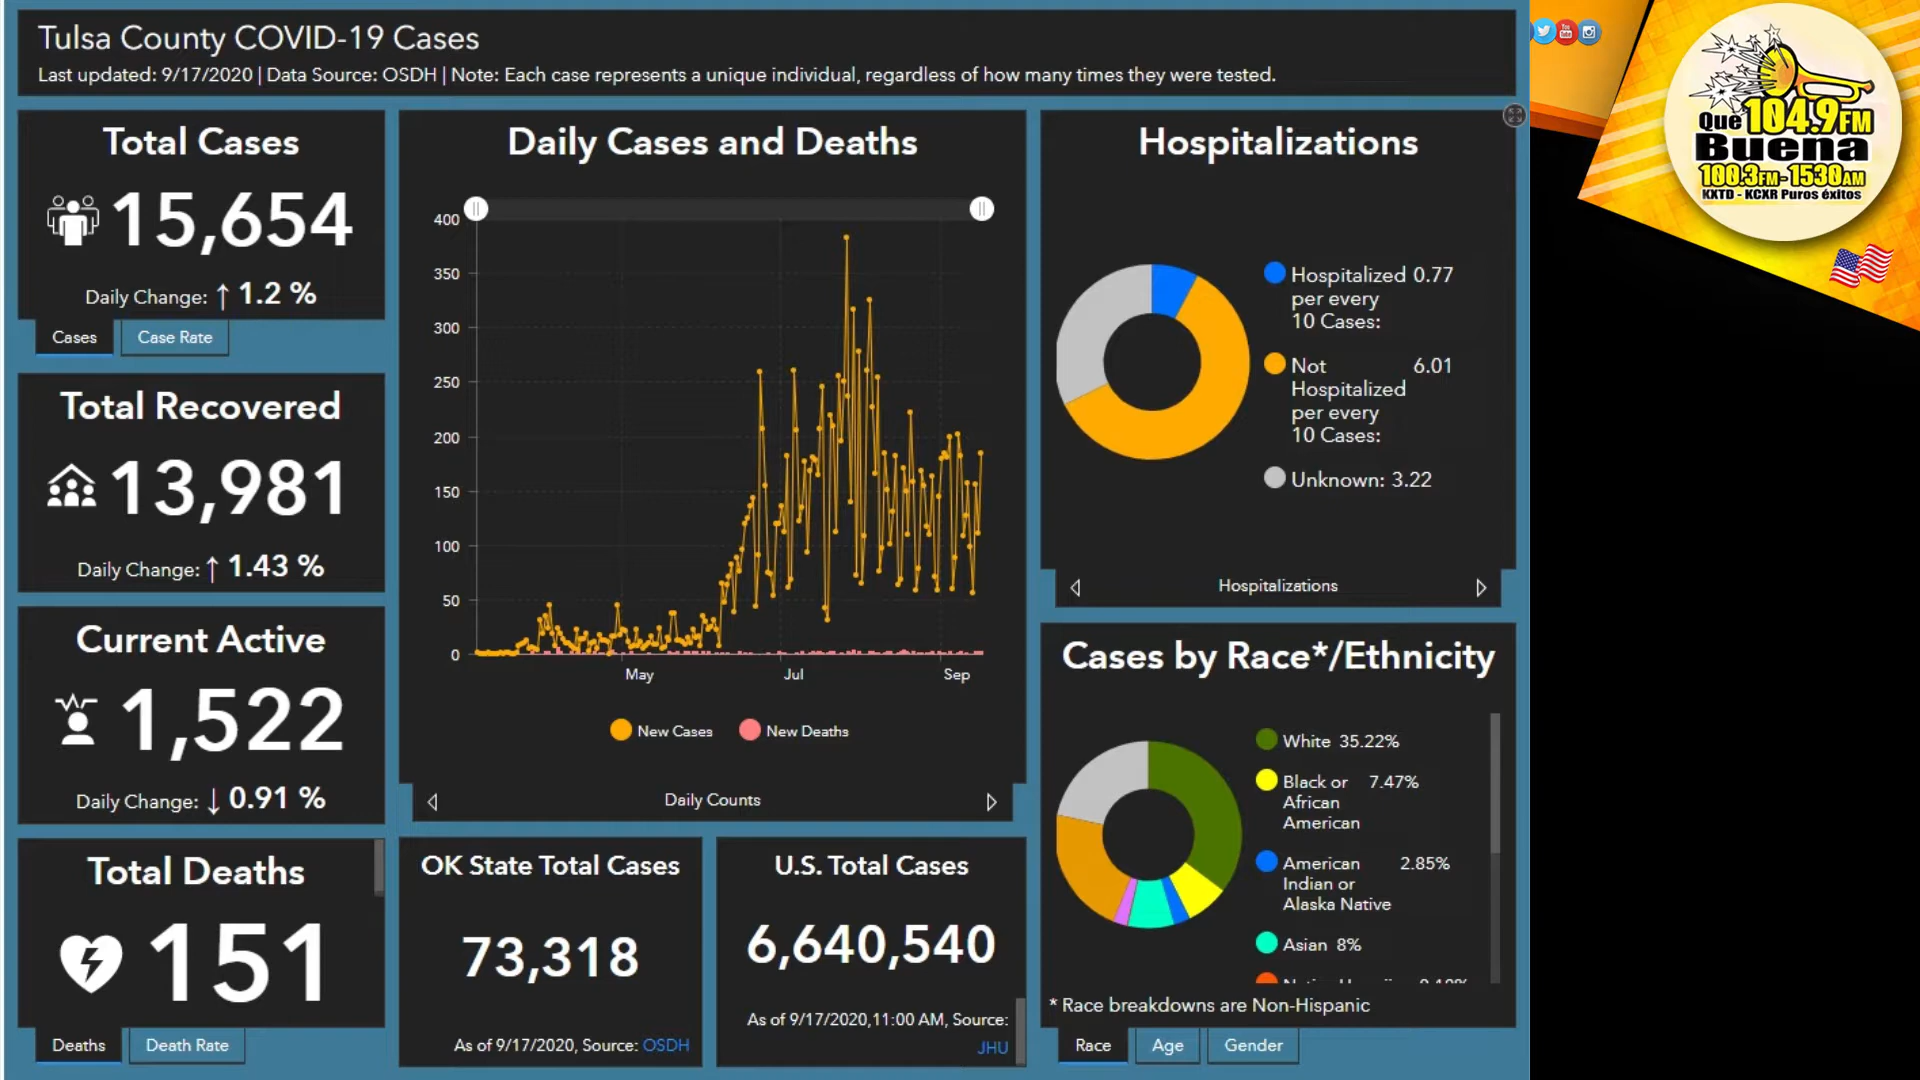 Tulsa County COVID-19 Cases
Last updated: 9/17/2020 | Data Source: OSDH | Note: Each case represents a unique individual, regardless of how many times they were tested.
Total Cases
15,654
Daily Change: ↑ 1.2 %
Cases
Case Rate
Total Recovered
13,981
Daily Change: ↑ 1.43 %
Current Active
1,522
Daily Change: ↓ 0.91 %
Total Deaths
151
Deaths
Death Rate
Daily Cases and Deaths
400
350
300
250
200
150
100
50
0
May
Jul
Sep
New Cases
New Deaths
Daily Counts
OK State Total Cases
73,318
As of 9/17/2020, Source: OSDH
U.S. Total Cases
6,640,540
As of 9/17/2020,11:00 AM, Source:
JHU
Hospitalizations
Hospitalized 0.77
per every
10 Cases:
Not 6.01
Hospitalized
per every
10 Cases:
Unknown: 3.22
Hospitalizations
Cases by Race*/Ethnicity
White 35.22%
Black or 7.47%
African
American
American 2.85%
Indian or
Alaska Native
Asian 8%
* Race breakdowns are Non-Hispanic
Race
Age
Gender
You
Tube
Que 104.9FM
Buena
100.3FM-1530AM
KXTD - KCXR Puros éxitos